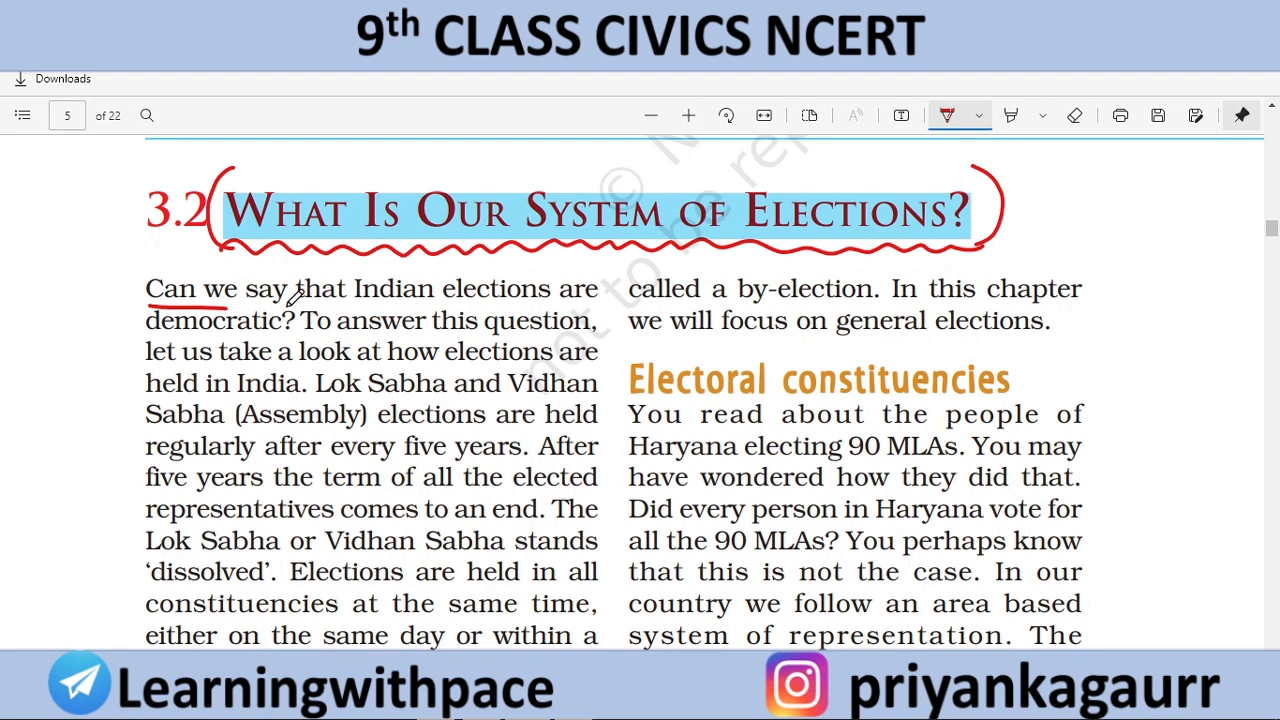 9th CLASS CIVICS NCERT
Downloads
5 of 22
3.2 WHAT IS OUR SYSTEM OF ELECTIONS?
Can we say that Indian elections are
democratic? To answer this question,
let us take a look at how elections are
held in India. Lok Sabha and Vidhan
Sabha (Assembly) elections are held
regularly after every five years. After
five years the term of all the elected
representatives comes to an end. The
Lok Sabha or Vidhan Sabha stands
‘dissolved’. Elections are held in all
constituencies at the same time,
either on the same day or within a
called a by-election. In this chapter
we will focus on general elections.
Electoral constituencies
You read about the people of
Haryana electing 90 MLAs. You may
have wondered how they did that.
Did every person in Haryana vote for
all the 90 MLAs? You perhaps know
that this is not the case. In our
country we follow an area based
system of representation. The
not to be rep
© N
Learningwithpace
priyankagaurr